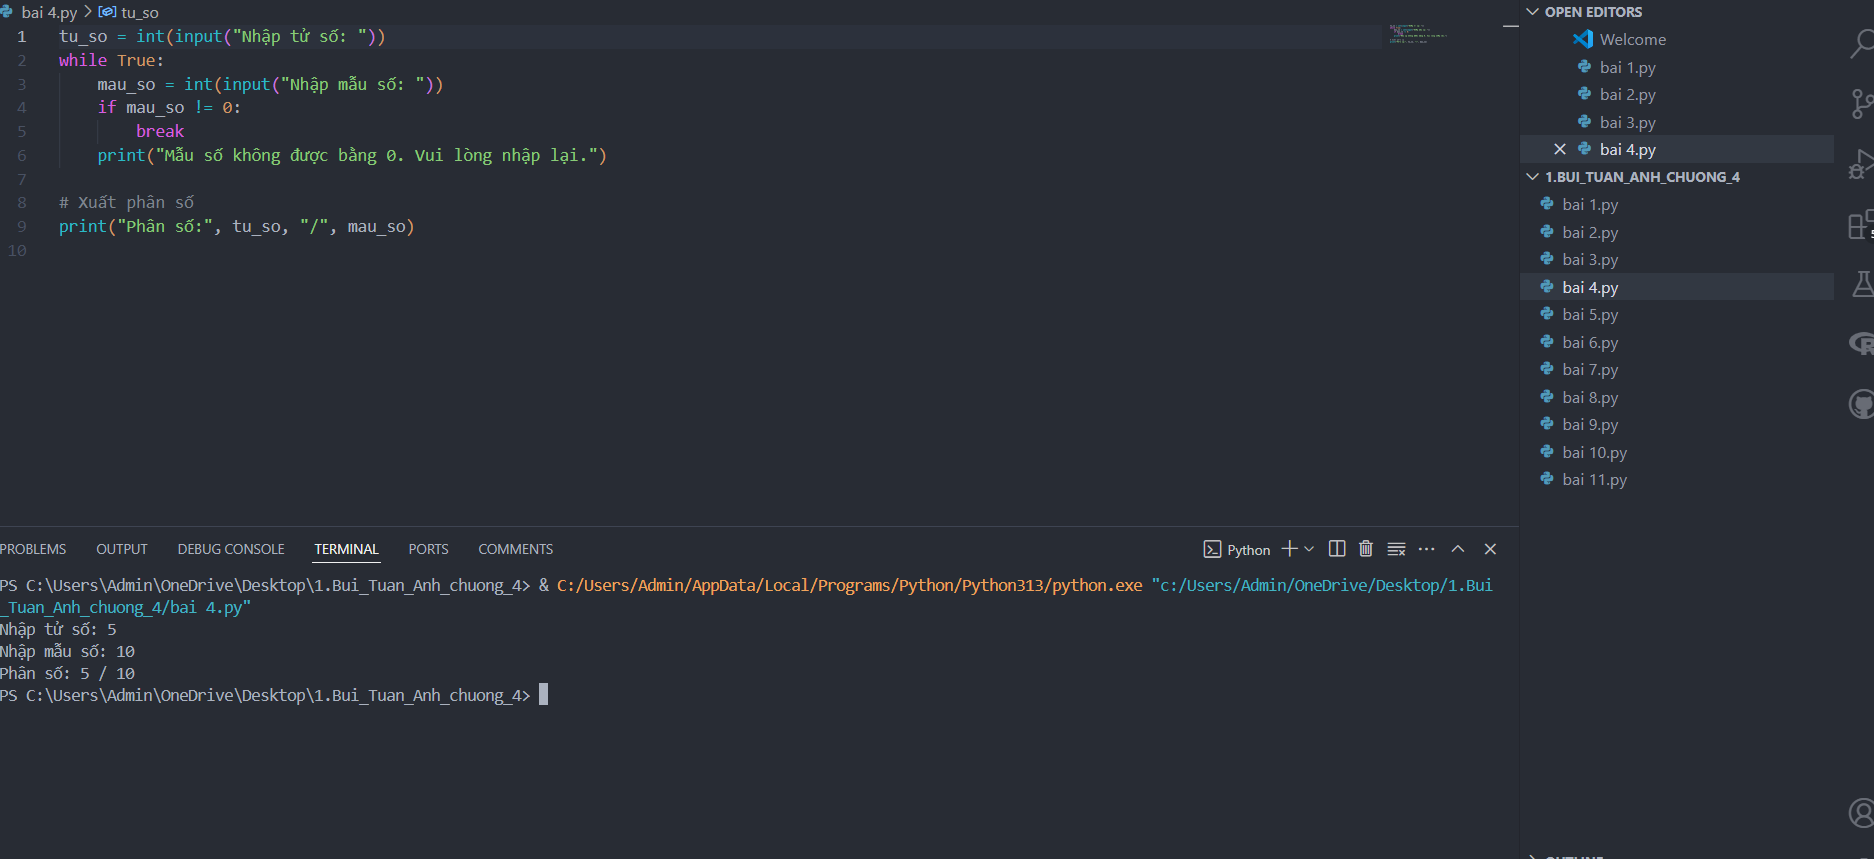 bai 4.py > tu_so
1 tu_so = int(input("Nhập tử số: "))
2 while True:
3 mau_so = int(input("Nhập mẫu số: "))
4 if mau_so != 0:
5 break
6 print("Mẫu số không được bằng 0. Vui lòng nhập lại.")
7
8 # Xuất phân số
9 print("Phân số:", tu_so, "/", mau_so)
10
PROBLEMS OUTPUT DEBUG CONSOLE TERMINAL PORTS COMMENTS
Python
PS C:\Users\Admin\OneDrive\Desktop\1.Bui_Tuan_Anh_chuong_4> & C:/Users/Admin/AppData/Local/Programs/Python/Python313/python.exe "c:/Users/Admin/OneDrive/Desktop/1.Bui
_Tuan_Anh_chuong_4/bai 4.py"
Nhập tử số: 5
Nhập mẫu số: 10
Phân số: 5 / 10
PS C:\Users\Admin\OneDrive\Desktop\1.Bui_Tuan_Anh_chuong_4>
OPEN EDITORS
Welcome
bai 1.py
bai 2.py
bai 3.py
bai 4.py
1.BUI_TUAN_ANH_CHUONG_4
bai 1.py
bai 2.py
bai 3.py
bai 4.py
bai 5.py
bai 6.py
bai 7.py
bai 8.py
bai 9.py
bai 10.py
bai 11.py
OUTLINE